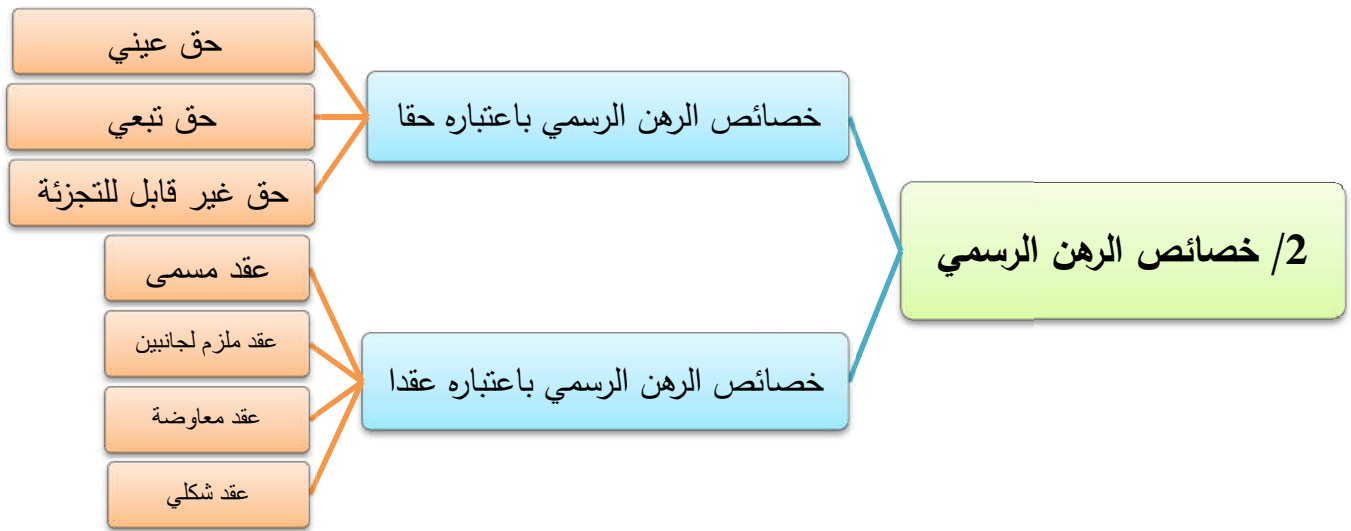 2/ خصائص الرهن الرسمي
خصائص الرهن الرسمي باعتباره حقا
حق عيني
حق تبعي
حق غير قابل للتجزئة
خصائص الرهن الرسمي باعتباره عقدا
عقد مسمى
عقد ملزم لجانبين
عقد معاوضة
عقد شكلي